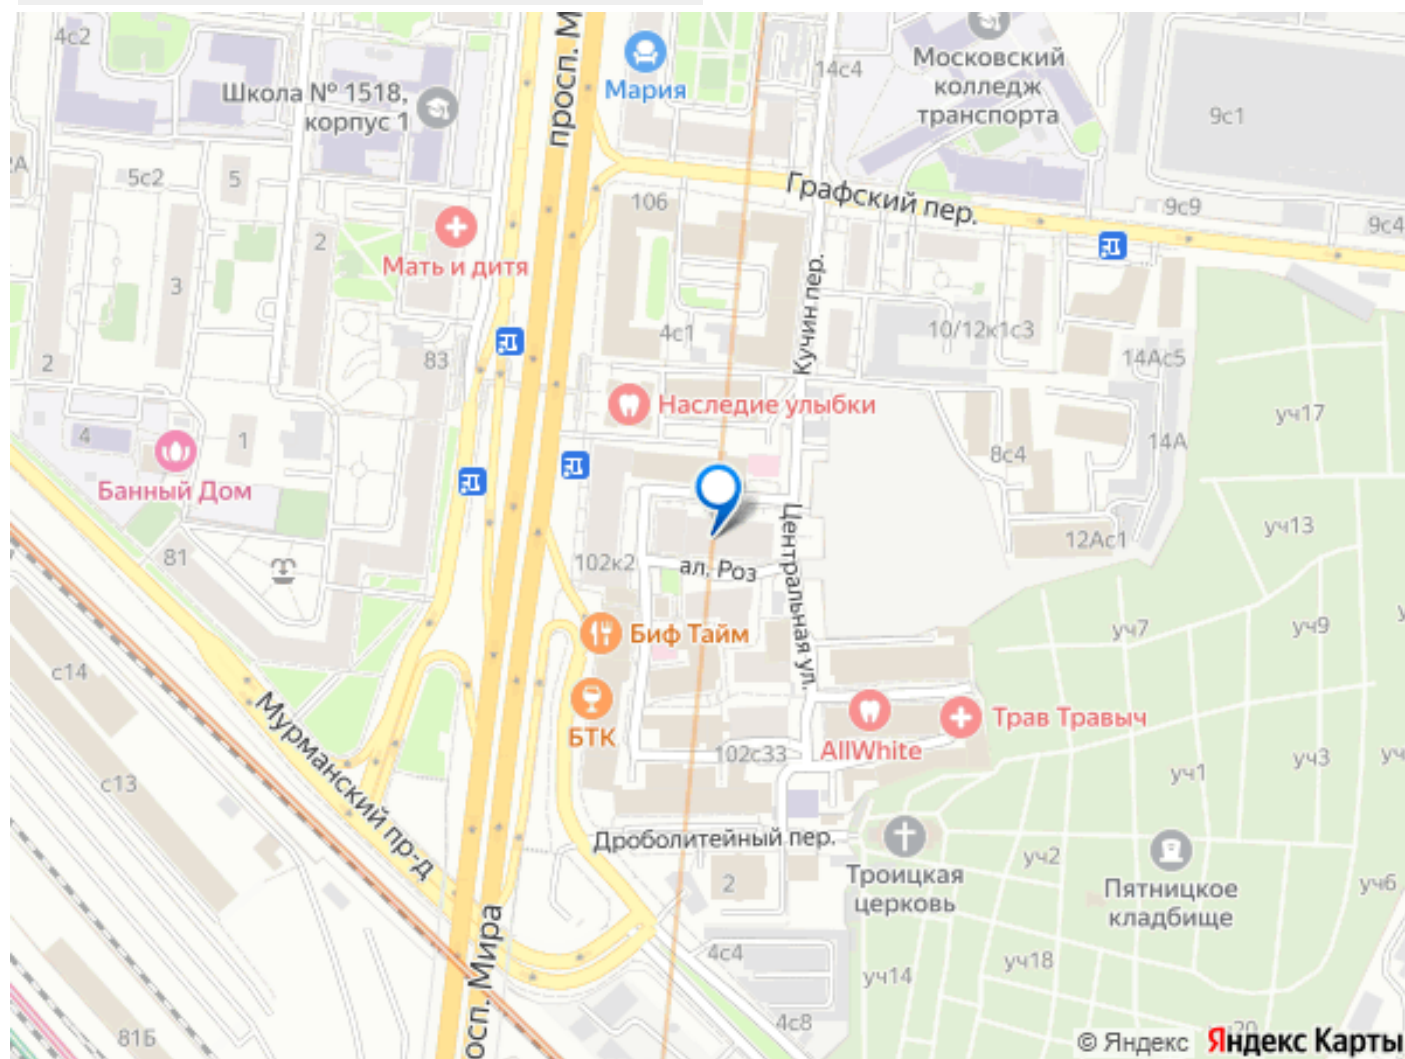 4с2
просп. М
Мария
14с4
Московский
колледж
транспорта
9с1
Школа № 1518,
корпус 1
2А
5с2
5
106
Графский пер.
9с9
9с4
2
Мать и дитя
3
Кучин пер.
4с1
10/12к1с3
83
14Ас5
2
Наследие улыбки
уч17
4
1
8с4
14А
Банный Дом
Центральная ул.
уч13
12Ас1
81
102к2
ал. Роз
Биф Тайм
уч7
уч9
с14
Мурманский пр-д
БТК
AllWhite
Трав Травыч
102с33
уч1
уч3
уч
с13
Дроболитейный пер.
Троицкая
церковь
уч2
Пятницкое
кладбище
уч6
2
осп. Мира
4с4
уч14
уч18
4с8
81Б
© Яндекс Яндекс Карты